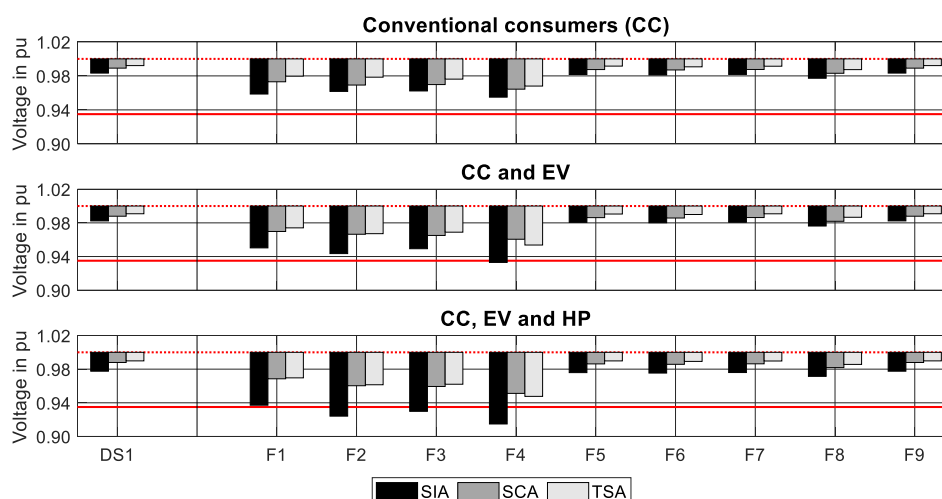 Conventional consumers (CC)
Voltage in pu
1.02
0.98
0.94
0.90
CC and EV
Voltage in pu
1.02
0.98
0.94
0.90
CC, EV and HP
Voltage in pu
1.02
0.98
0.94
0.90
DS1 F1 F2 F3 F4 F5 F6 F7 F8 F9
SIA SCA TSA